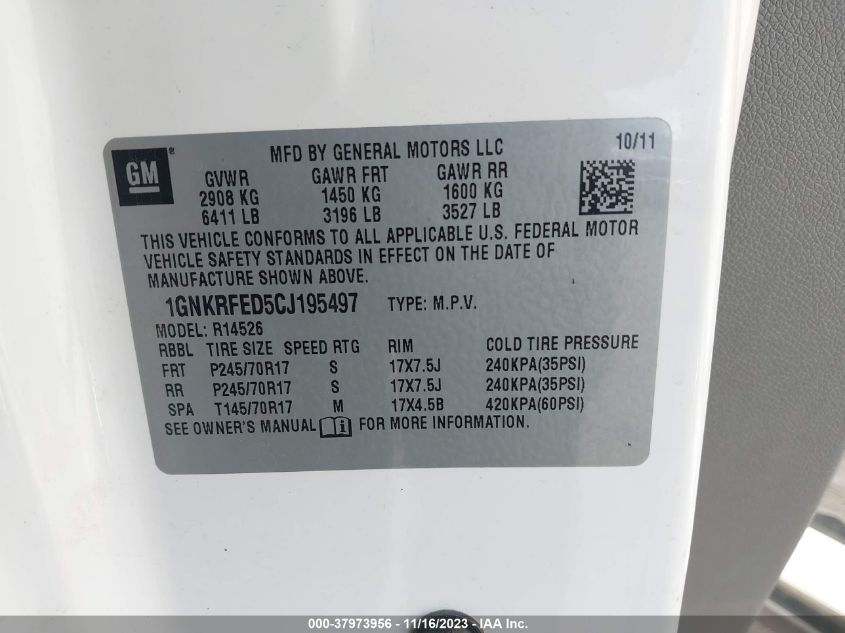 GM ®
MFD BY GENERAL MOTORS LLC
10/11
GVWR GAWR FRT GAWR RR
2908 KG 1450 KG 1600 KG
6411 LB 3196 LB 3527 LB
THIS VEHICLE CONFORMS TO ALL APPLICABLE U.S. FEDERAL MOTOR
VEHICLE SAFETY STANDARDS IN EFFECT ON THE DATE OF
MANUFACTURE SHOWN ABOVE.
1GNKRFED5CJ195497 TYPE: M.P.V.
MODEL: R14526
RBBL TIRE SIZE SPEED RTG RIM COLD TIRE PRESSURE
FRT P245/70R17 S 17X7.5J 240KPA(35PSI)
RR P245/70R17 S 17X7.5J 240KPA(35PSI)
SPA T145/70R17 M 17X4.5B 420KPA(60PSI)
SEE OWNER'S MANUAL FOR MORE INFORMATION.
000-37973956 - 11/16/2023 - IAA Inc.